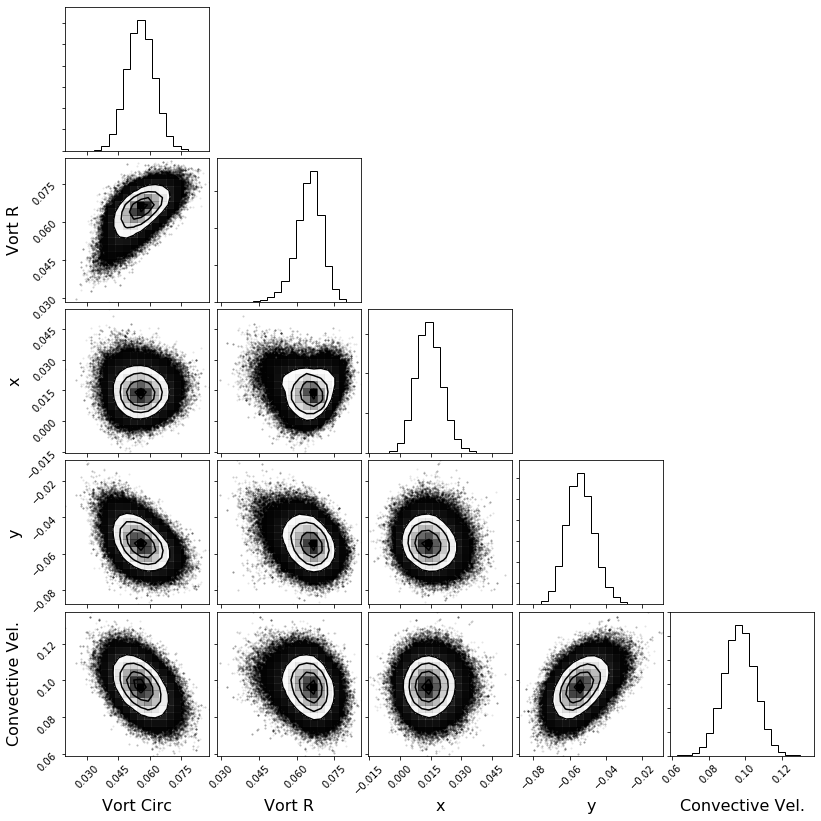 Vort R
0.075
0.060
0.045
0.030
x
0.045
0.030
0.015
0.000
−0.015
y
−0.02
−0.04
−0.06
−0.08
Convective Vel.
0.12
0.10
0.08
0.06
0.030 0.045 0.060 0.075
0.030 0.045 0.060 0.075
−0.015 0.000 0.015 0.030 0.045
−0.08 −0.06 −0.04 −0.02
0.06 0.08 0.10 0.12
Vort Circ Vort R x y Convective Vel.